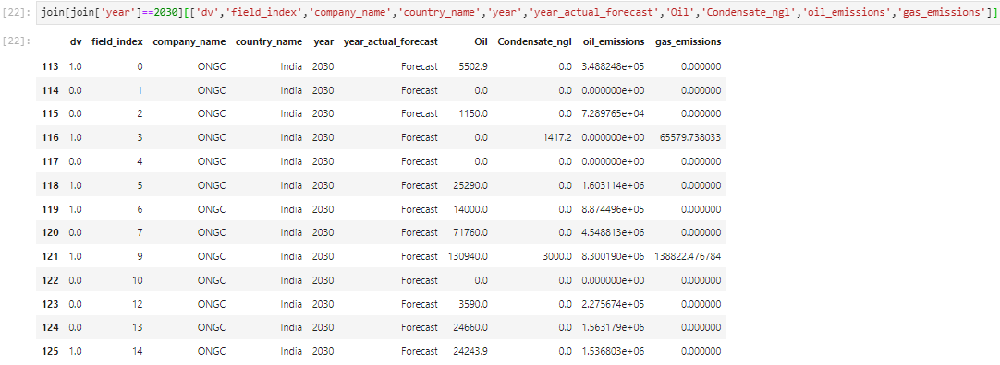 [22]: join[join['year']==2030][['dv','field_index','company_name','country_name','year','year_actual_forecast','Oil','Condensate_ngl','oil_emissions','gas_emissions']]
[22]: dv field_index company_name country_name year year_actual_forecast Oil Condensate_ngl oil_emissions gas_emissions
113 1.0 0 ONGC India 2030 Forecast 5502.9 0.0 3.488248e+05 0.000000
114 0.0 1 ONGC India 2030 Forecast 0.0 0.0 0.000000e+00 0.000000
115 0.0 2 ONGC India 2030 Forecast 1150.0 0.0 7.289765e+04 0.000000
116 1.0 3 ONGC India 2030 Forecast 0.0 1417.2 0.000000e+00 65579.738033
117 0.0 4 ONGC India 2030 Forecast 0.0 0.0 0.000000e+00 0.000000
118 1.0 5 ONGC India 2030 Forecast 25290.0 0.0 1.603114e+06 0.000000
119 1.0 6 ONGC India 2030 Forecast 14000.0 0.0 8.874496e+05 0.000000
120 0.0 7 ONGC India 2030 Forecast 71760.0 0.0 4.548813e+06 0.000000
121 1.0 9 ONGC India 2030 Forecast 130940.0 3000.0 8.300190e+06 138822.476784
122 0.0 10 ONGC India 2030 Forecast 0.0 0.0 0.000000e+00 0.000000
123 0.0 12 ONGC India 2030 Forecast 3590.0 0.0 2.275674e+05 0.000000
124 0.0 13 ONGC India 2030 Forecast 24660.0 0.0 1.563179e+06 0.000000
125 1.0 14 ONGC India 2030 Forecast 24243.9 0.0 1.536803e+06 0.000000